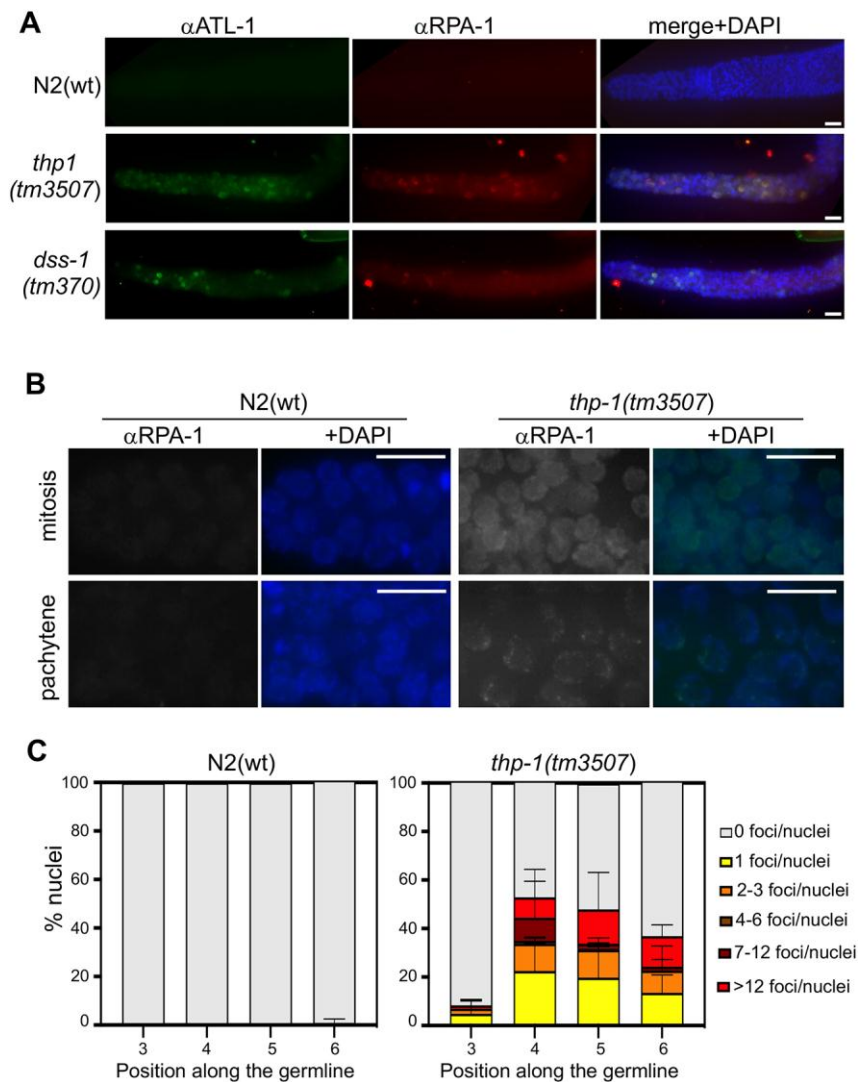 A
αATL-1 αRPA-1 merge+DAPI
N2(wt)
thp1
(tm3507)
dss-1
(tm370)
B
N2(wt) thp-1(tm3507)
αRPA-1 +DAPI αRPA-1 +DAPI
mitosis
pachytene
C
N2(wt) thp-1(tm3507)
% nuclei
100 100
80 80
60 60
40 40
20 20
0 0
3 4 5 6 3 4 5 6
Position along the germline Position along the germline
0 foci/nuclei
1 foci/nuclei
2-3 foci/nuclei
4-6 foci/nuclei
7-12 foci/nuclei
>12 foci/nuclei